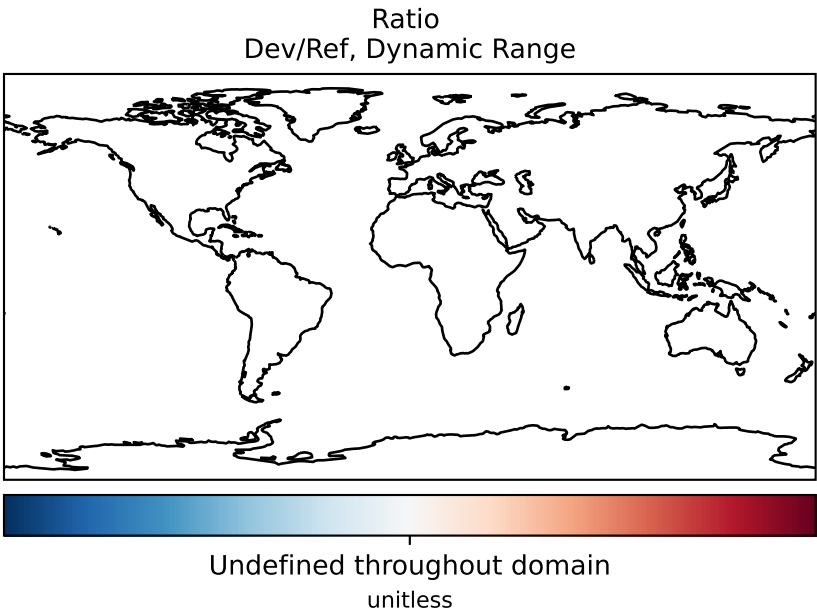 Ratio
Dev/Ref, Dynamic Range
Undefined throughout domain
unitless